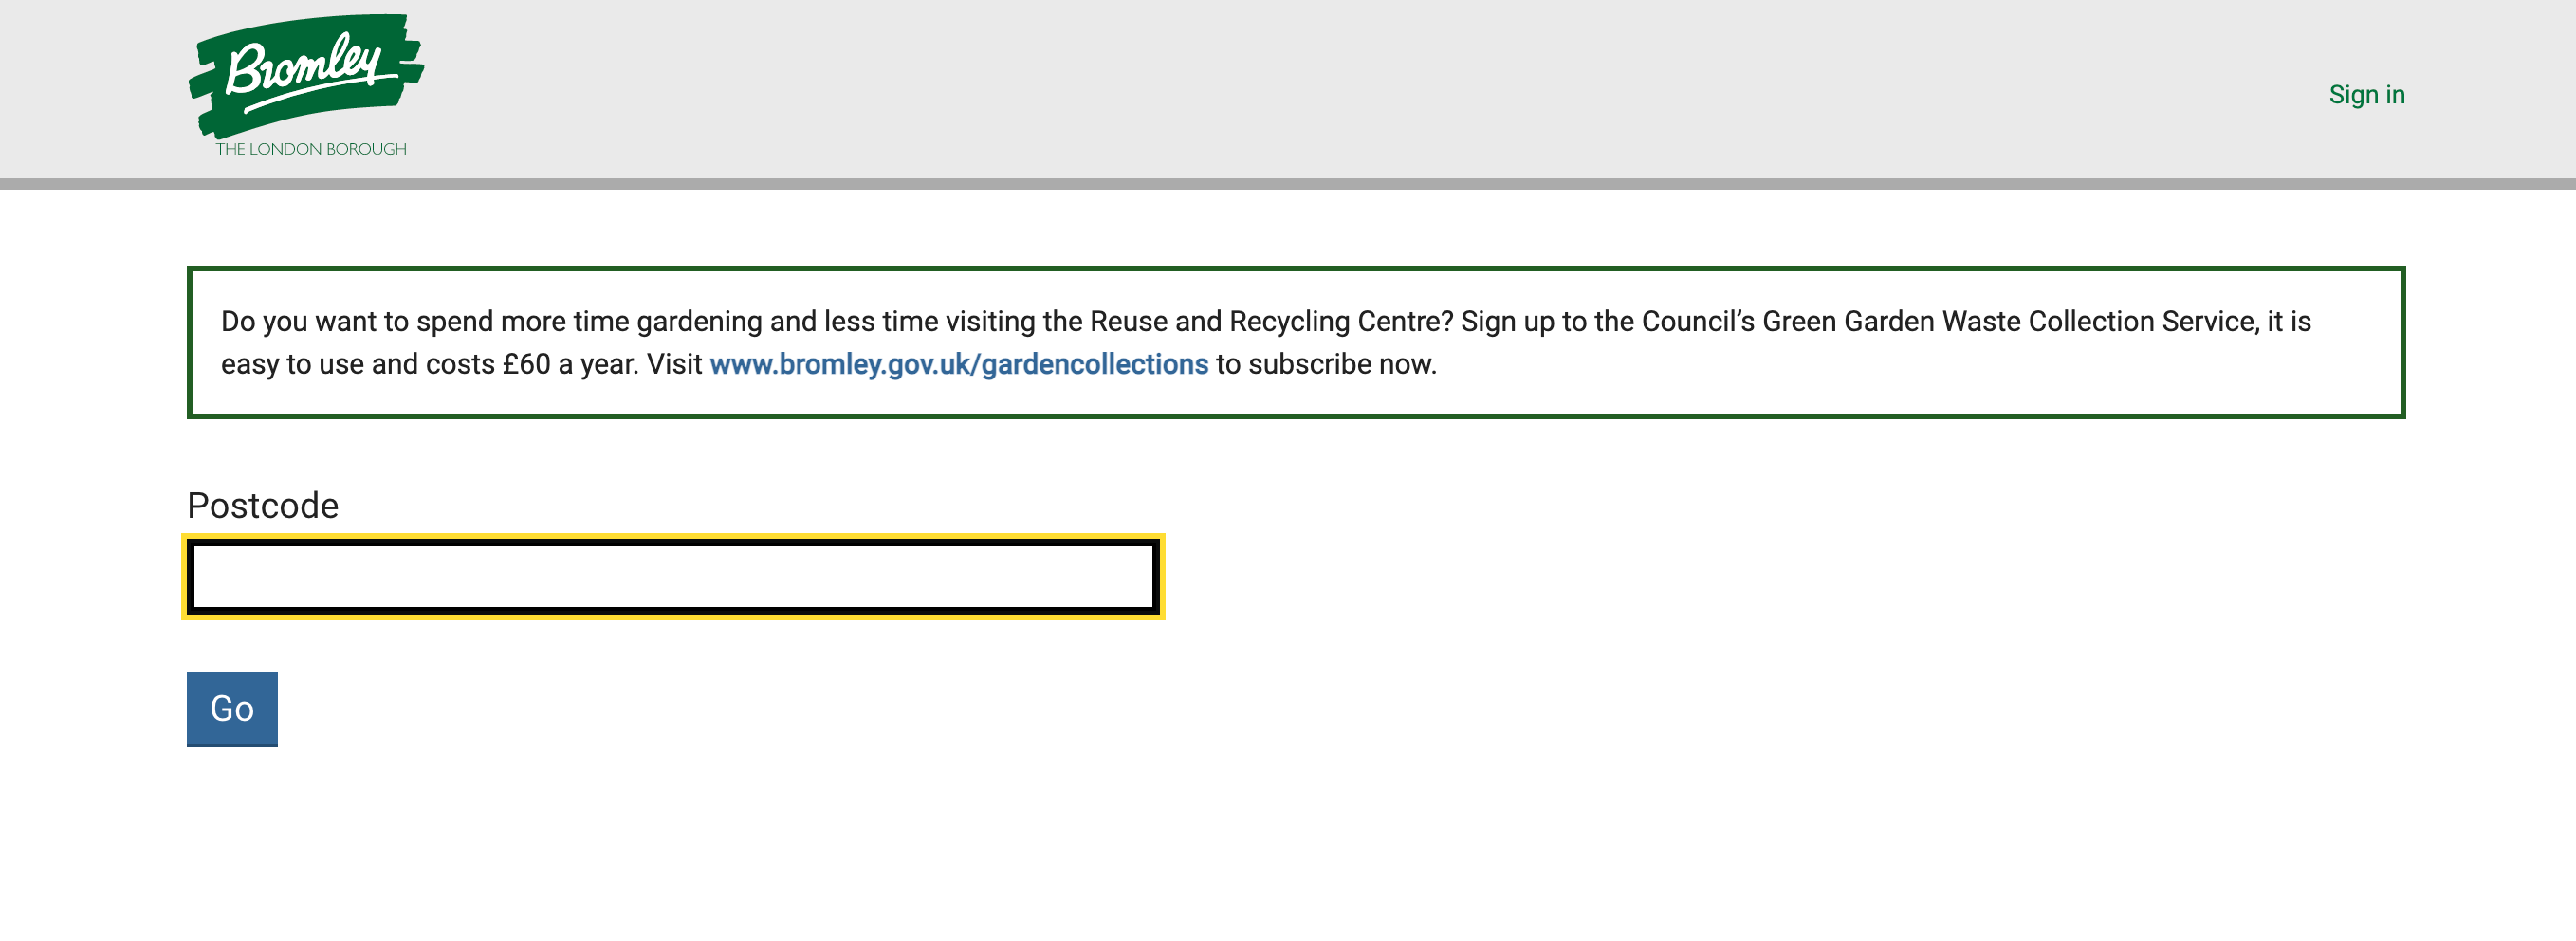 Bromley
THE LONDON BOROUGH
Sign in
Do you want to spend more time gardening and less time visiting the Reuse and Recycling Centre? Sign up to the Council’s Green Garden Waste Collection Service, it is
easy to use and costs £60 a year. Visit www.bromley.gov.uk/gardencollections to subscribe now.
Postcode
Go